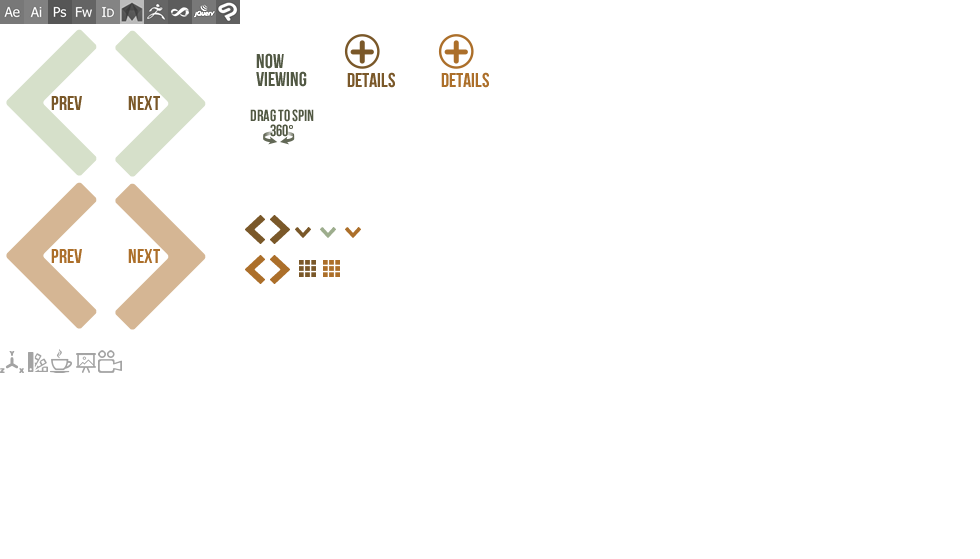 Ae Ai Ps Fw ID jQuery
NOW
VIEWING
DETAILS
DETAILS
PREV
NEXT
DRAG TO SPIN
360°
PREV
NEXT
Y
Z
X